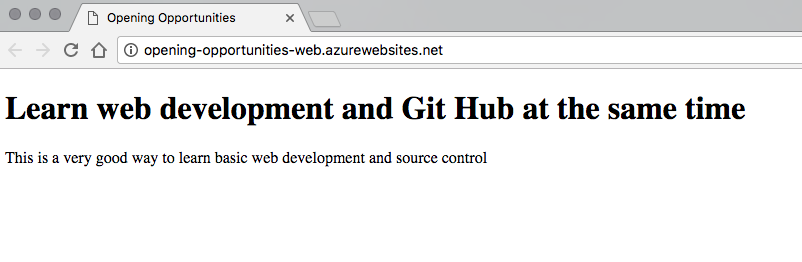 Opening Opportunities
opening-opportunities-web.azurewebsites.net
Learn web development and Git Hub at the same time
This is a very good way to learn basic web development and source control